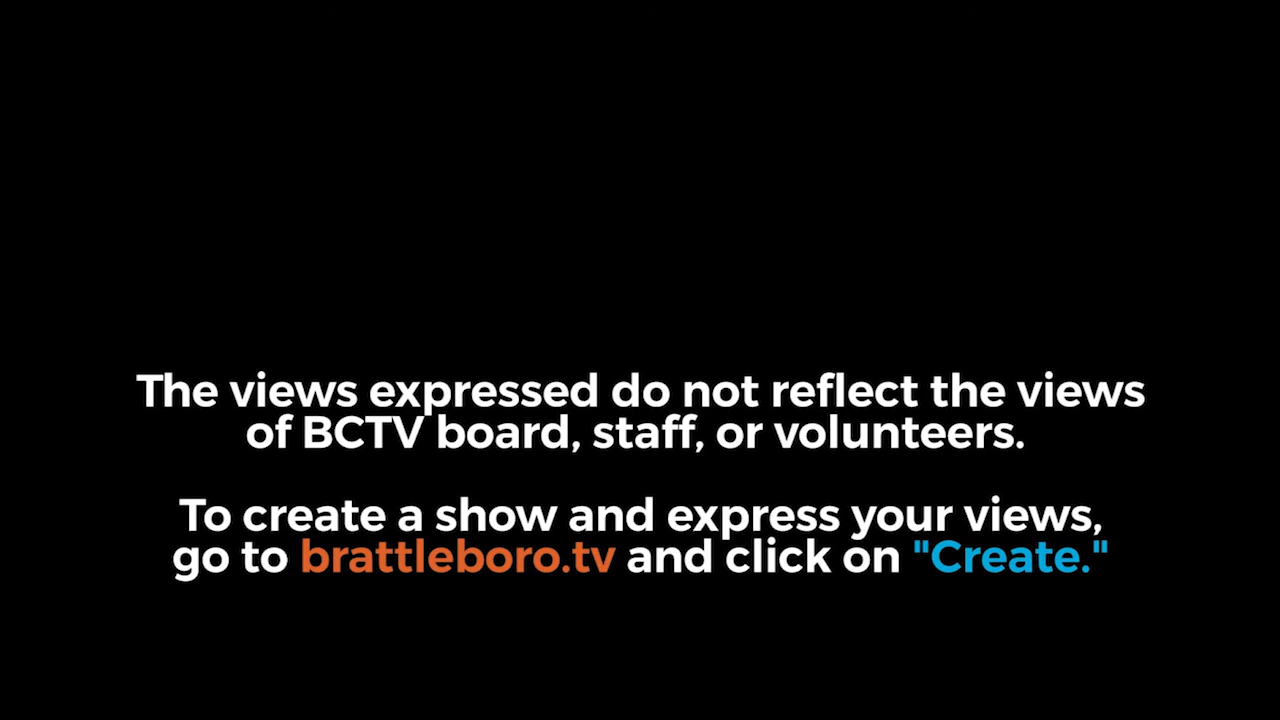 The views expressed do not reflect the views
of BCTV board, staff, or volunteers.
To create a show and express your views,
go to brattleboro.tv and click on "Create."